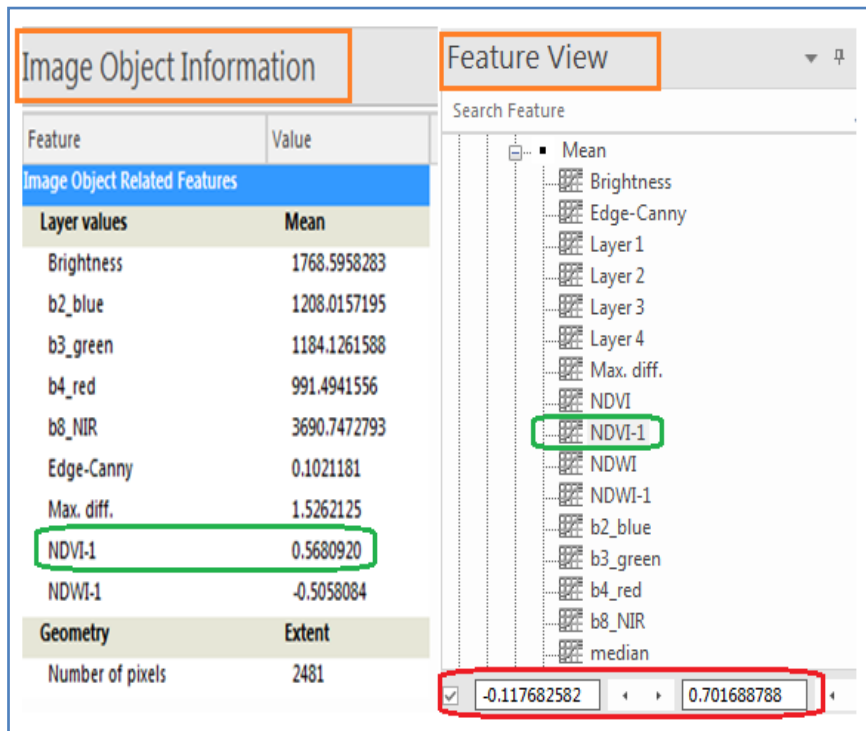 Image Object Information
Feature Value
Image Object Related Features
Layer values Mean
Brightness 1768.5958283
b2_blue 1208.0157195
b3_green 1184.1261588
b4_red 991.4941556
b8_NIR 3690.7472793
Edge-Canny 0.1021181
Max. diff. 1.5262125
NDVI-1 0.5680920
NDWI-1 -0.5058084
Geometry Extent
Number of pixels 2481
Feature View
Search Feature
Mean
Brightness
Edge-Canny
Layer 1
Layer 2
Layer 3
Layer 4
Max. diff.
NDVI
NDVI-1
NDWI
NDWI-1
b2_blue
b3_green
b4_red
b8_NIR
median
-0.117682582 0.701688788